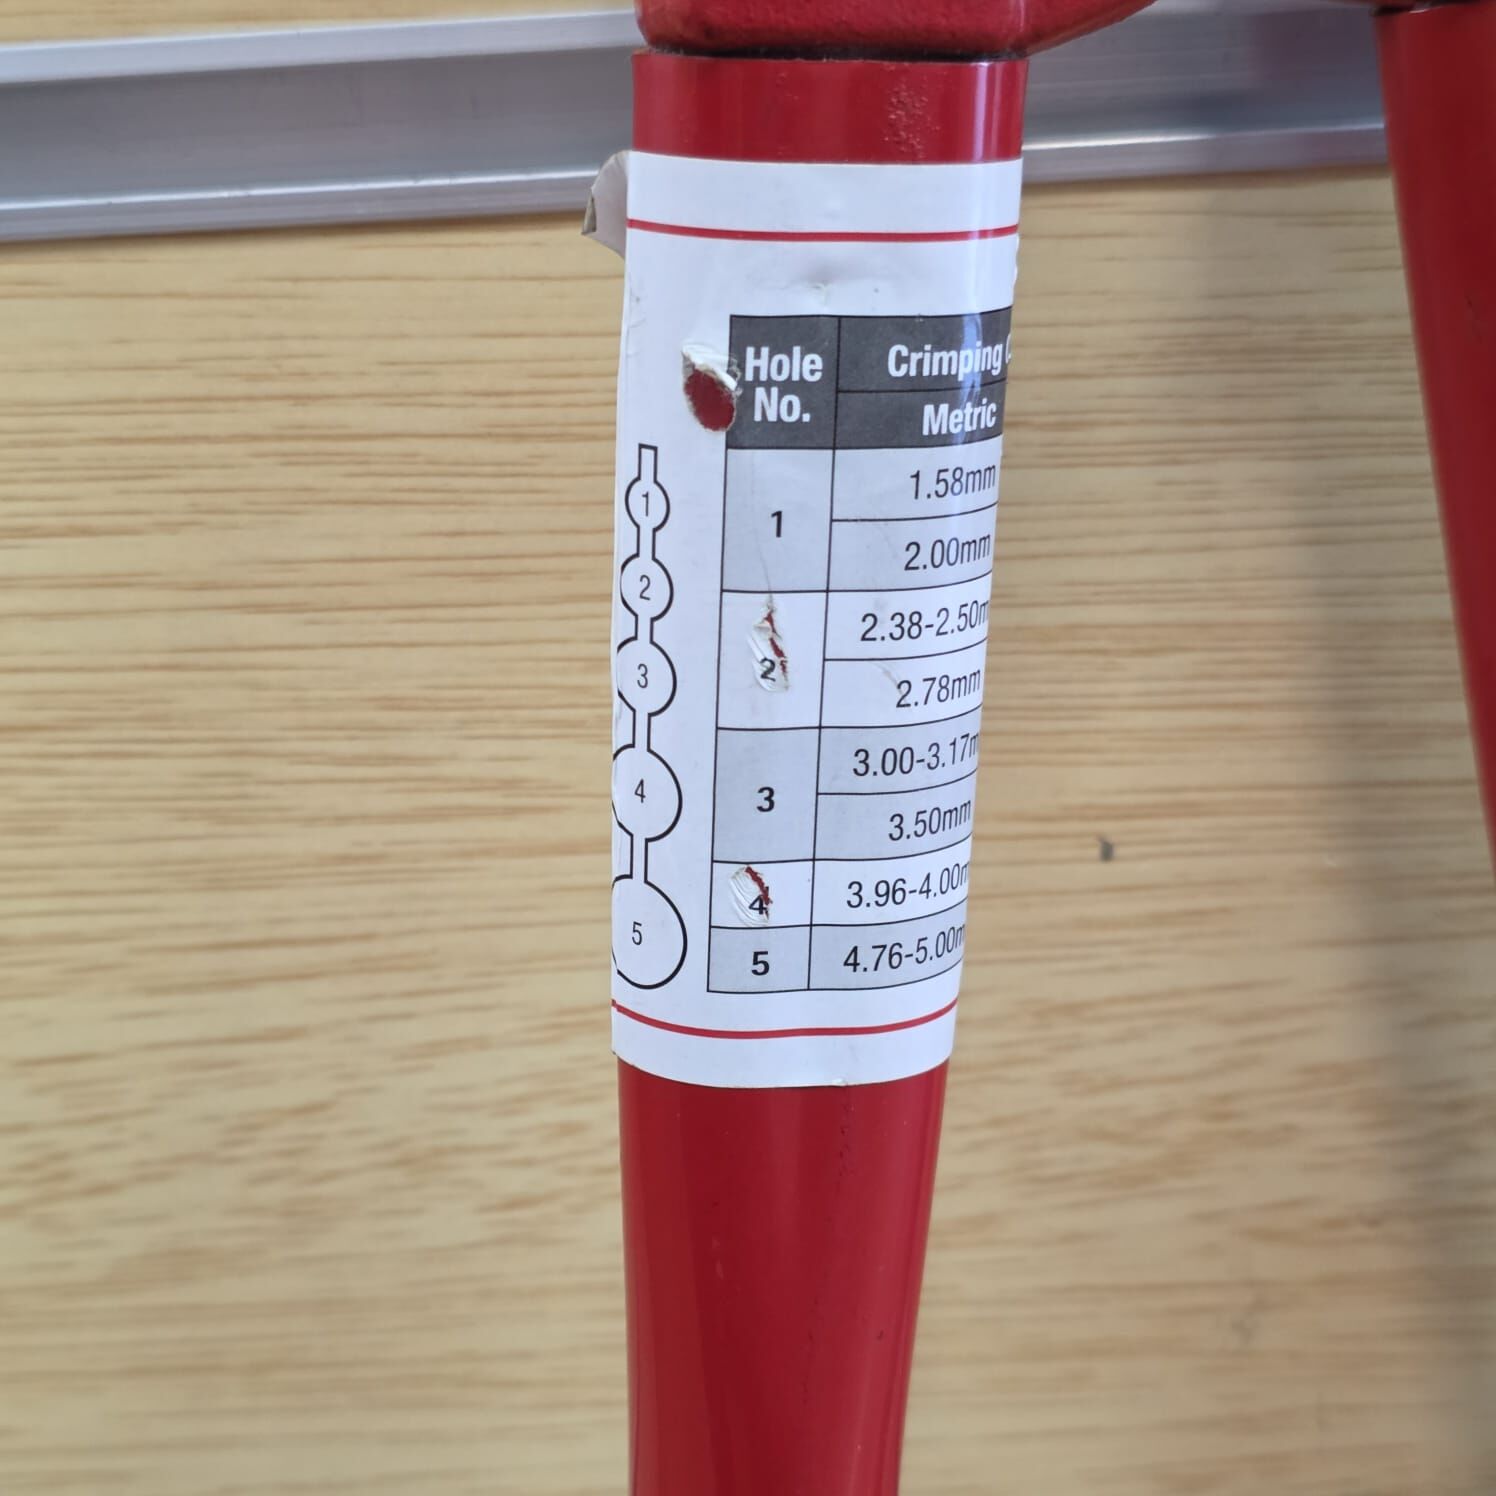 Hole No.
Crimping
Metric
1
1.58mm
2.00mm
2
2.38-2.50m
2.78mm
3
3.00-3.17m
3.50mm
4
3.96-4.00m
5
4.76-5.00m
1
2
3
4
5